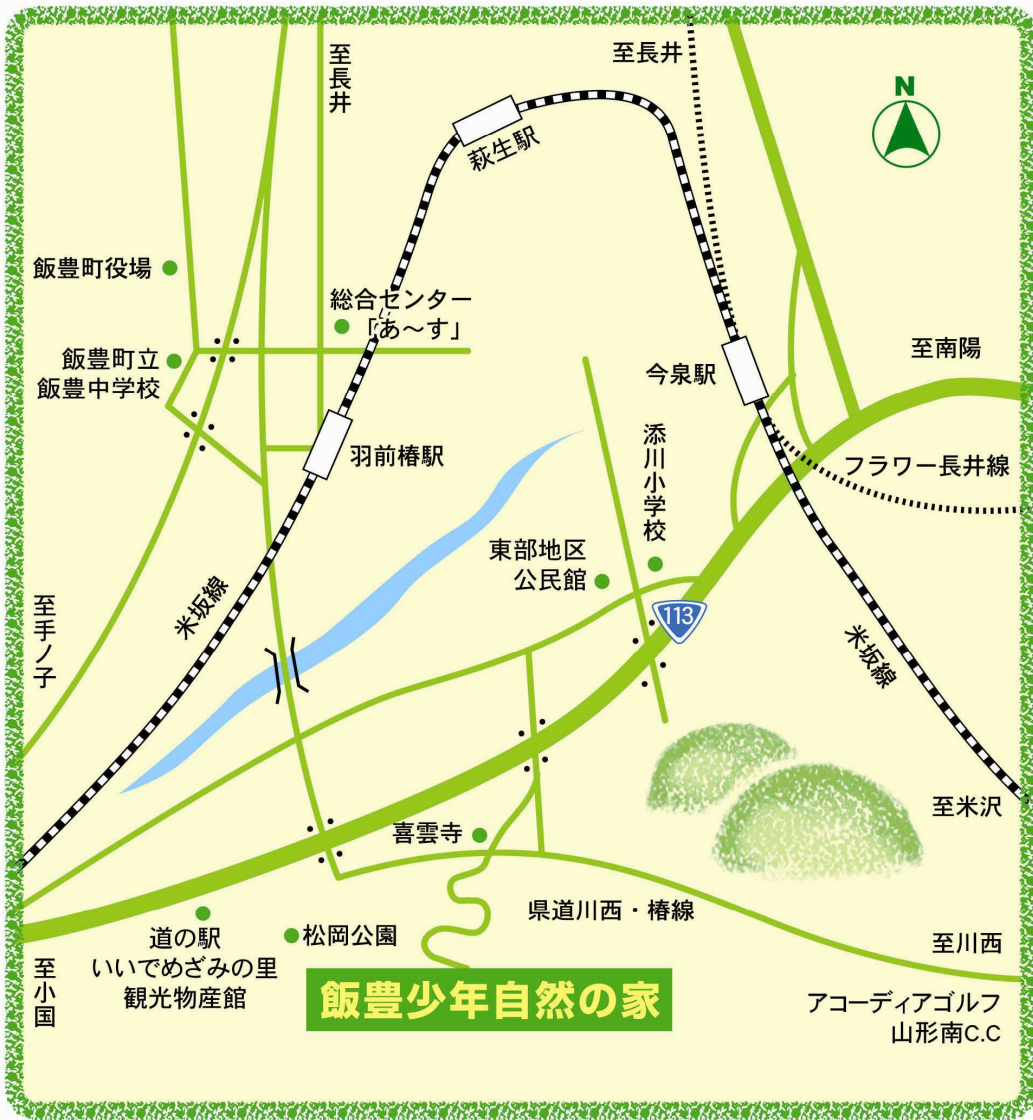 至長井
至長井
N
萩生駅
飯豊町役場
総合センター
「あ～す」
飯豊町立
飯豊中学校
今泉駅
至南陽
羽前椿駅
添川小学校
フラワー長井線
東部地区
公民館
米坂線
至手ノ子
113
米坂線
至米沢
喜雲寺
県道川西・椿線
至川西
道の駅
いいでめざみの里
観光物産館
松岡公園
至小国
飯豊少年自然の家
アコーディアゴルフ
山形南C.C